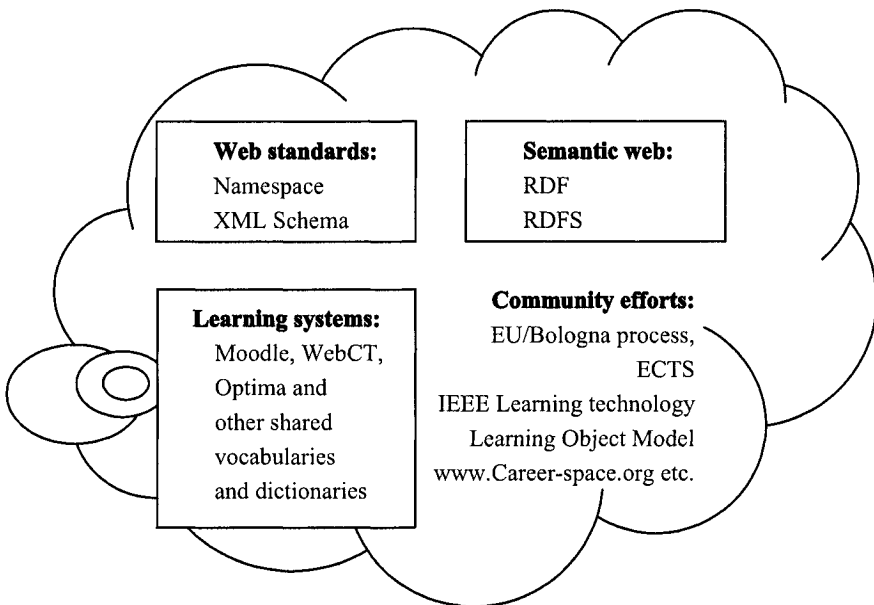 Web standards:
Namespace
XML Schema
Semantic web:
RDF
RDFS
Learning systems:
Moodle, WebCT,
Optima and
other shared
vocabularies
and dictionaries
Community efforts:
EU/Bologna process,
ECTS
IEEE Learning technology
Learning Object Model
www.Career-space.org etc.